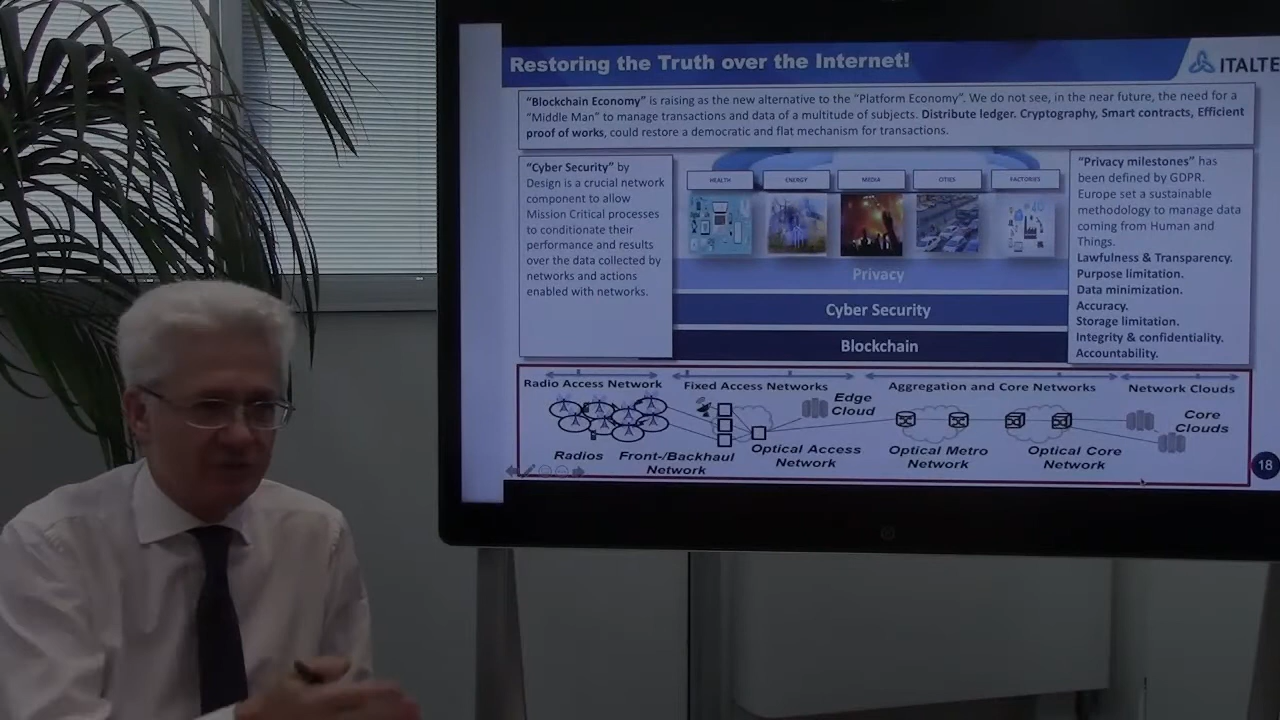 Restoring the Truth over the Internet!
ITALTE
“Blockchain Economy” is raising as the new alternative to the “Platform Economy”. We do not see, in the near future, the need for a
“Middle Man” to manage transactions and data of a multitude of subjects. Distribute ledger. Cryptography, Smart contracts, Efficient
proof of works, could restore a democratic and flat mechanism for transactions.
“Cyber Security” by
Design is a crucial network
component to allow
Mission Critical processes
to conditionate their
performance and results
over the data collected by
networks and actions
enabled with networks.
HEALTH
ENERGY
MEDIA
CITIES
FACTORIES
Privacy
Cyber Security
Blockchain
“Privacy milestones” has
been defined by GDPR.
Europe set a sustainable
methodology to manage data
coming from Human and
Things.
Lawfulness & Transparency.
Purpose limitation.
Data minimization.
Accuracy.
Storage limitation.
Integrity & confidentiality.
Accountability.
Radio Access Network
Fixed Access Networks
Aggregation and Core Networks
Network Clouds
Edge
Cloud
Core
Clouds
Radios
Front-/Backhaul
Network
Optical Access
Network
Optical Metro
Network
Optical Core
Network
18